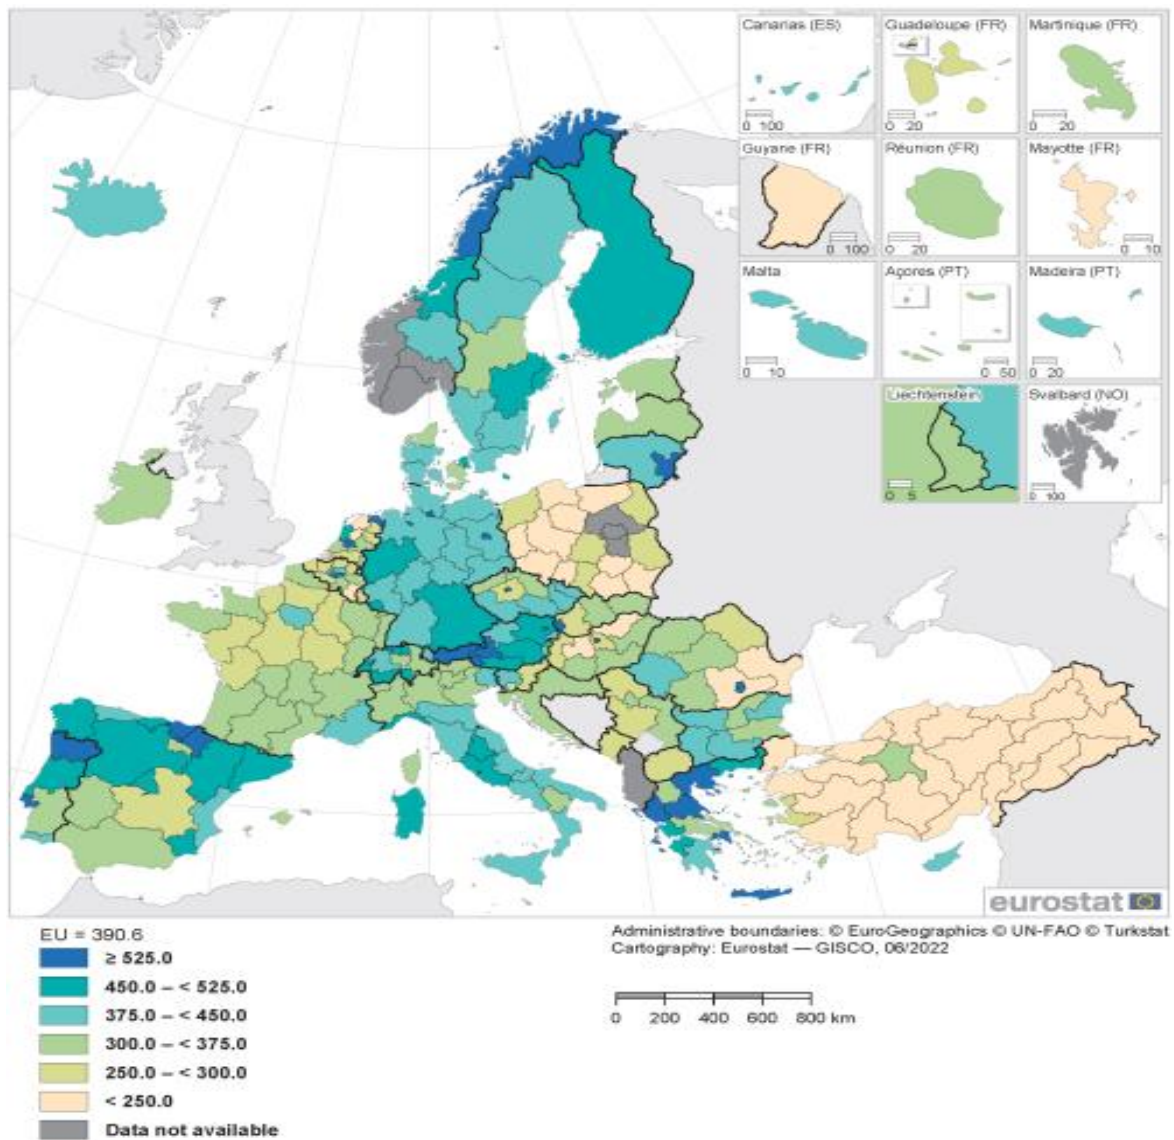 Canarias (ES)
0 100
Guadeloupe (FR)
0 20
Martinique (FR)
0 20
Guyane (FR)
0 100
Réunion (FR)
0 20
Mayotte (FR)
0 10
Malta
0 10
Açores (PT)
0 50
Madeira (PT)
0 20
Liechtenstein
0 5
Svalbard (NO)
0 100
eurostat
EU = 390.6
≥ 525.0
450.0 – < 525.0
375.0 – < 450.0
300.0 – < 375.0
250.0 – < 300.0
< 250.0
Data not available
Administrative boundaries: © EuroGeographics © UN-FAO © Turkstat
Cartography: Eurostat — GISCO, 06/2022
0 200 400 600 800 km